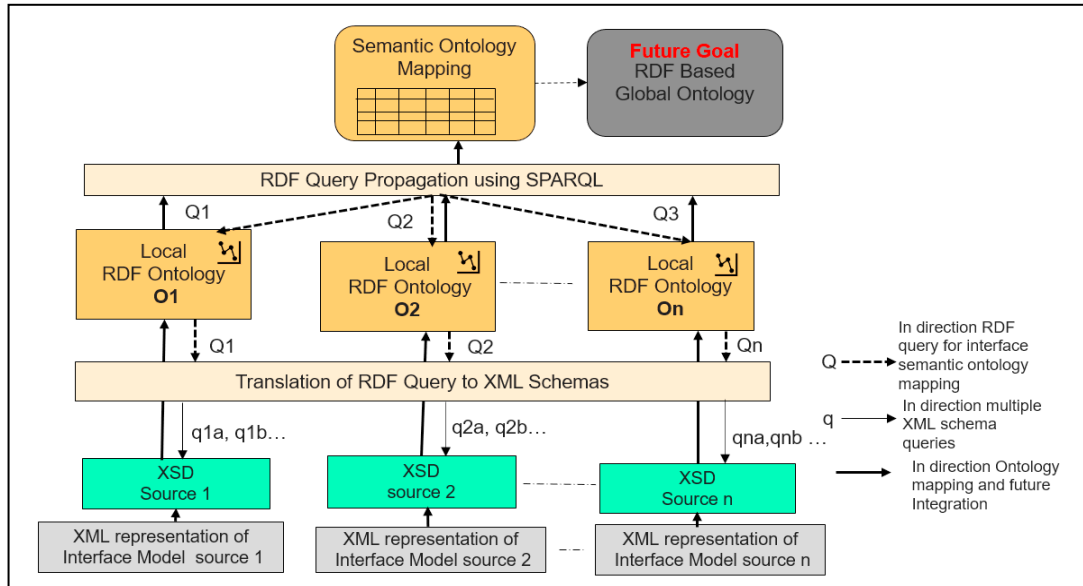 Semantic Ontology
Mapping
Future Goal
RDF Based
Global Ontology
RDF Query Propagation using SPARQL
Q1
Q2
Q3
Local
RDF Ontology
O1
Local
RDF Ontology
O2
Local
RDF Ontology
On
Q1
Q2
Qn
Translation of RDF Query to XML Schemas
q1a, q1b...
q2a, q2b...
qna,qnb ...
XSD
Source 1
XSD
source 2
XSD
Source n
XML representation of
Interface Model source 1
XML representation of
Interface Model source 2
XML representation of
Interface Model source n
Q
In direction RDF
query for interface
semantic ontology
mapping
q
In direction multiple
XML schema
queries
In direction Ontology
mapping and future
Integration